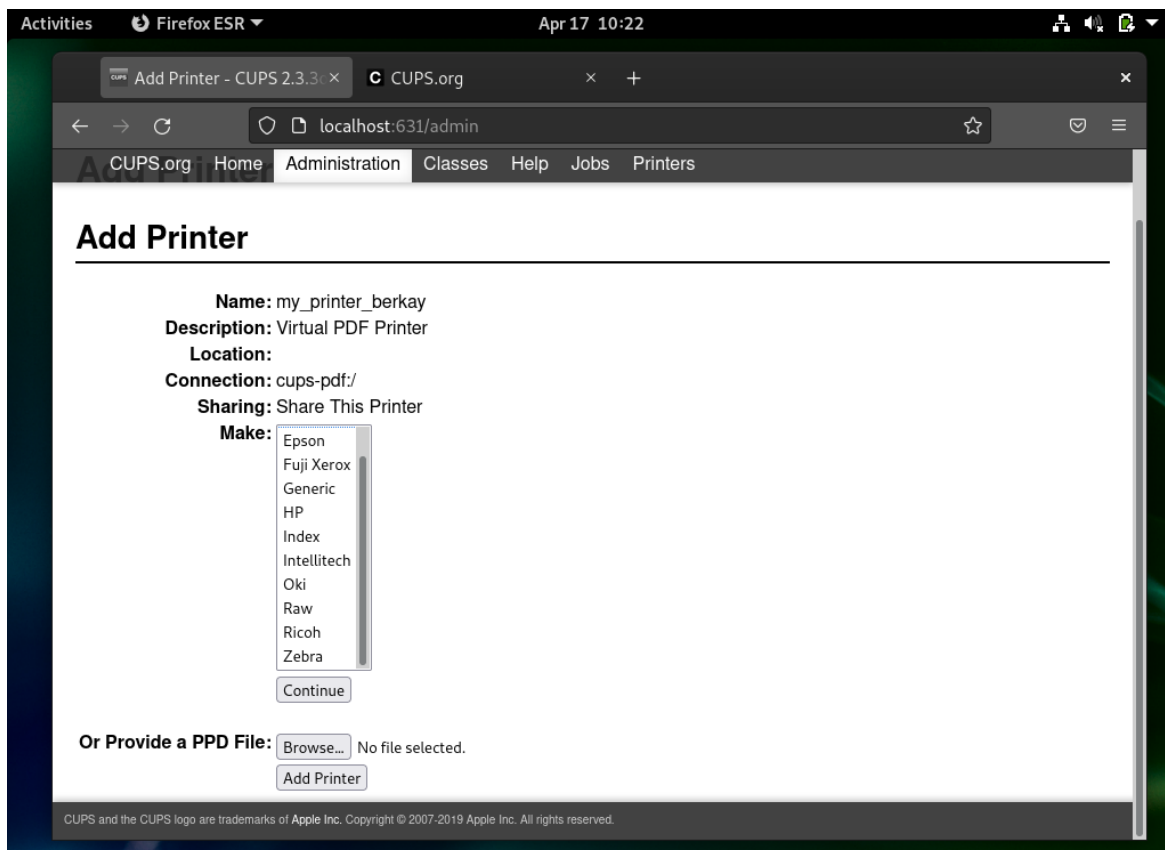 Activities Firefox ESR Apr 17 10:22
Add Printer - CUPS 2.3.3 CUPS.org
localhost:631/admin
Add Printer
CUPS.org Home Administration Classes Help Jobs Printers
Add Printer
Name: my_printer_berkay
Description: Virtual PDF Printer
Location:
Connection: cups-pdf:/
Sharing: Share This Printer
Make:
Epson
Fuji Xerox
Generic
HP
Index
Intellitech
Oki
Raw
Ricoh
Zebra
Continue
Or Provide a PPD File: Browse... No file selected.
Add Printer
CUPS and the CUPS logo are trademarks of Apple Inc. Copyright © 2007-2019 Apple Inc. All rights reserved.